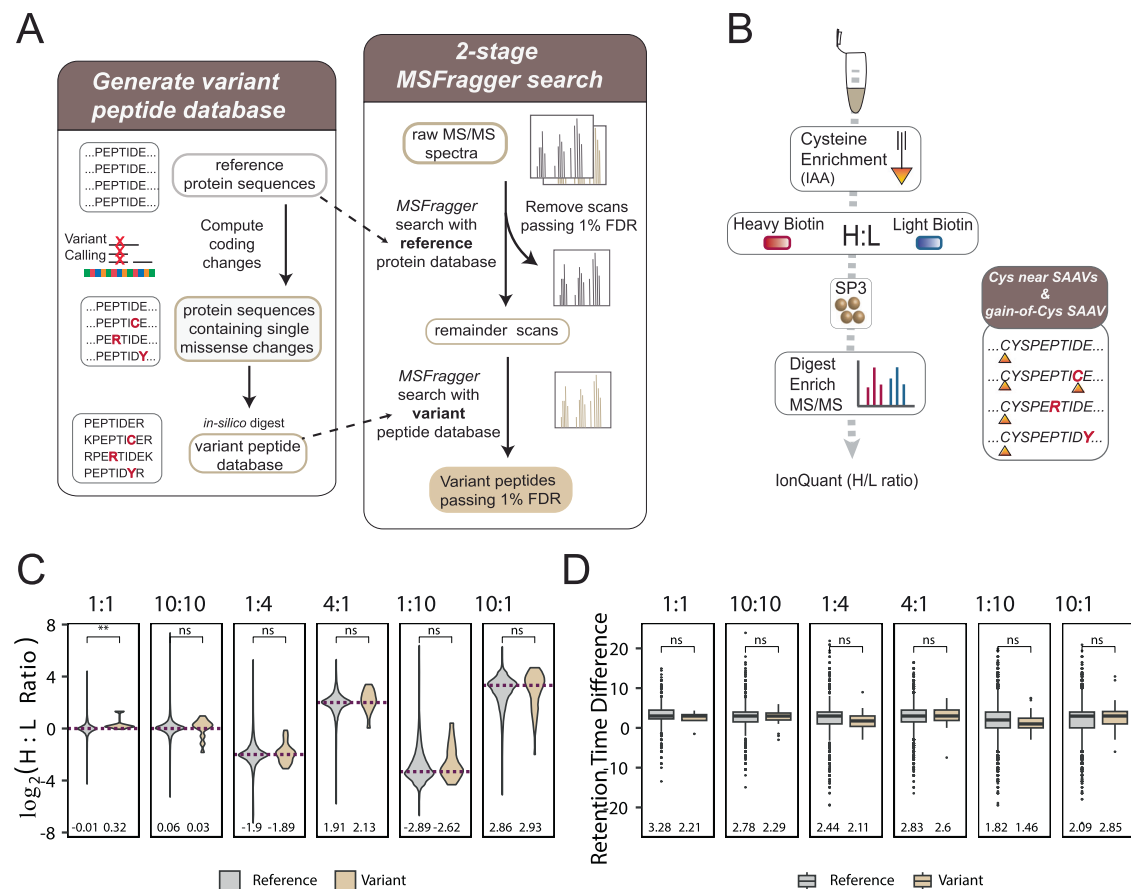 A
Generate variant
peptide database
...PEPTIDE...
...PEPTIDE...
...PEPTIDE...
...PEPTIDE...
reference
protein sequences
Variant
Calling
Compute
coding
changes
...PEPTIDE...
...PEPTICE...
...PERTIDE...
...PEPTIDY...
protein sequences
containing single
missense changes
in-silico digest
PEPTIDER
KPEPTICER
RPERTIDEK
PEPTIDYR
variant peptide
database
2-stage
MSFragger search
raw MS/MS
spectra
MSFragger
search with
reference
protein database
Remove scans
passing 1% FDR
remainder scans
MSFragger
search with
variant
peptide database
Variant peptides
passing 1% FDR
B
Cysteine
Enrichment
(IAA)
Heavy Biotin
H:L
Light Biotin
SP3
Digest
Enrich
MS/MS
IonQuant (H/L ratio)
Cys near SAAVs
&
gain-of-Cys SAAV
...CYSPEPTIDE...
...CYSPEPTICE...
...CYSPERTIDE...
...CYSPEPTIDY...
C
1:1 10:10 1:4 4:1 1:10 10:1
log2(H:L Ratio)
8
4
0
-4
-8
** ns ns ns ns ns
-0.01 0.32 0.06 0.03 -1.9 -1.89 1.91 2.13 -2.89 -2.62 2.86 2.93
Reference Variant
D
1:1 10:10 1:4 4:1 1:10 10:1
Retention Time Difference
20
10
0
-10
-20
ns ns ns ns ns ns
3.28 2.21 2.78 2.29 2.44 2.11 2.83 2.6 1.82 1.46 2.09 2.85
Reference Variant